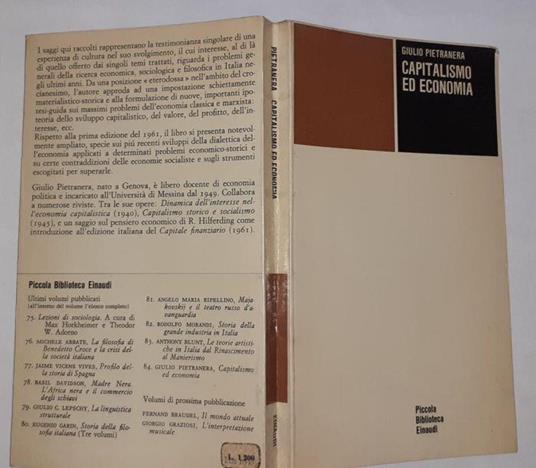 I saggi qui raccolti rappresentano la testimonianza singolare di una
esperienza di cultura nel suo svolgimento, il cui interesse, al di là
di quello offerto dai singoli temi trattati, riguarda i problemi ge-
nerali della ricerca economica, sociologica e filosofica in Italia ne-
gli ultimi anni. Da una posizione « eterodossa » nell'ambito del cro-
cianesimo, l'autore approda ad una impostazione schiettamente
materialistico-storica e alla formulazione di nuove, importanti ipo-
tesi-guida sui massimi problemi dell'economia classica e marxista:
teoria dello sviluppo capitalistico, del valore, del profitto, dell'in-
teresse, ecc.
Rispetto alla prima edizione del 1961, il libro si presenta notevol-
mente ampliato, specie sui più recenti sviluppi della dialettica del-
l'economia applicati a determinati problemi economico-storici e
su certe contraddizioni delle economie socialiste e sugli strumenti
escogitati per superarle.
Giulio Pietranera, nato a Genova, è libero docente di economia
politica e incaricato all'Università di Messina dal 1949. Collabora
a numerose riviste. Tra le sue opere: Dinamica dell'interesse nel-
l'economia capitalistica (1940), Capitalismo storico e socialismo
(1945), e un saggio sul pensiero economico di R. Hilferding come
introduzione all'edizione italiana del Capitale finanziario (1961).
Piccola Biblioteca Einaudi
Ultimi volumi pubblicati
(all'interno del volume l'elenco completo)
75. Lezioni di sociologia. A cura di
Max Horkheimer e Theodor
W. Adorno
76. MICHELE ABBATE, La filosofia di
Benedetto Croce e la crisi del-
la società italiana
77. JAIME VICENS VIVES, Profilo del-
la storia di Spagna
78. BASIL DAVIDSON, Madre Nera.
L'Africa nera e il commercio
degli schiavi
79. GIULIO C. LEPSCHY, La linguistica
strutturale
80. EUGENIO GARIN, Storia della filo-
sofia italiana (Tre volumi)
81. ANGELO MARIA RIPELLINO, Maja-
kovskij e il teatro russo d'a-
vanguardia
82. RODOLFO MORANDI, Storia della
grande industria in Italia
83. ANTHONY BLUNT, Le teorie artisti-
che in Italia dal Rinascimento
al Manierismo
84. GIULIO PIETRANERA, Capitalismo
ed economia
Volumi di prossima pubblicazione
FERNAND BRAUDEL, Il mondo attuale
GIORGIO GRAZIOSI, L'interpretazione
musicale
L. 1.200
PIETRANERA CAPITALISMO ED ECONOMIA
EINAUDI
GIULIO PIETRANERA
CAPITALISMO
ED ECONOMIA
Piccola
Biblioteca
Einaudi